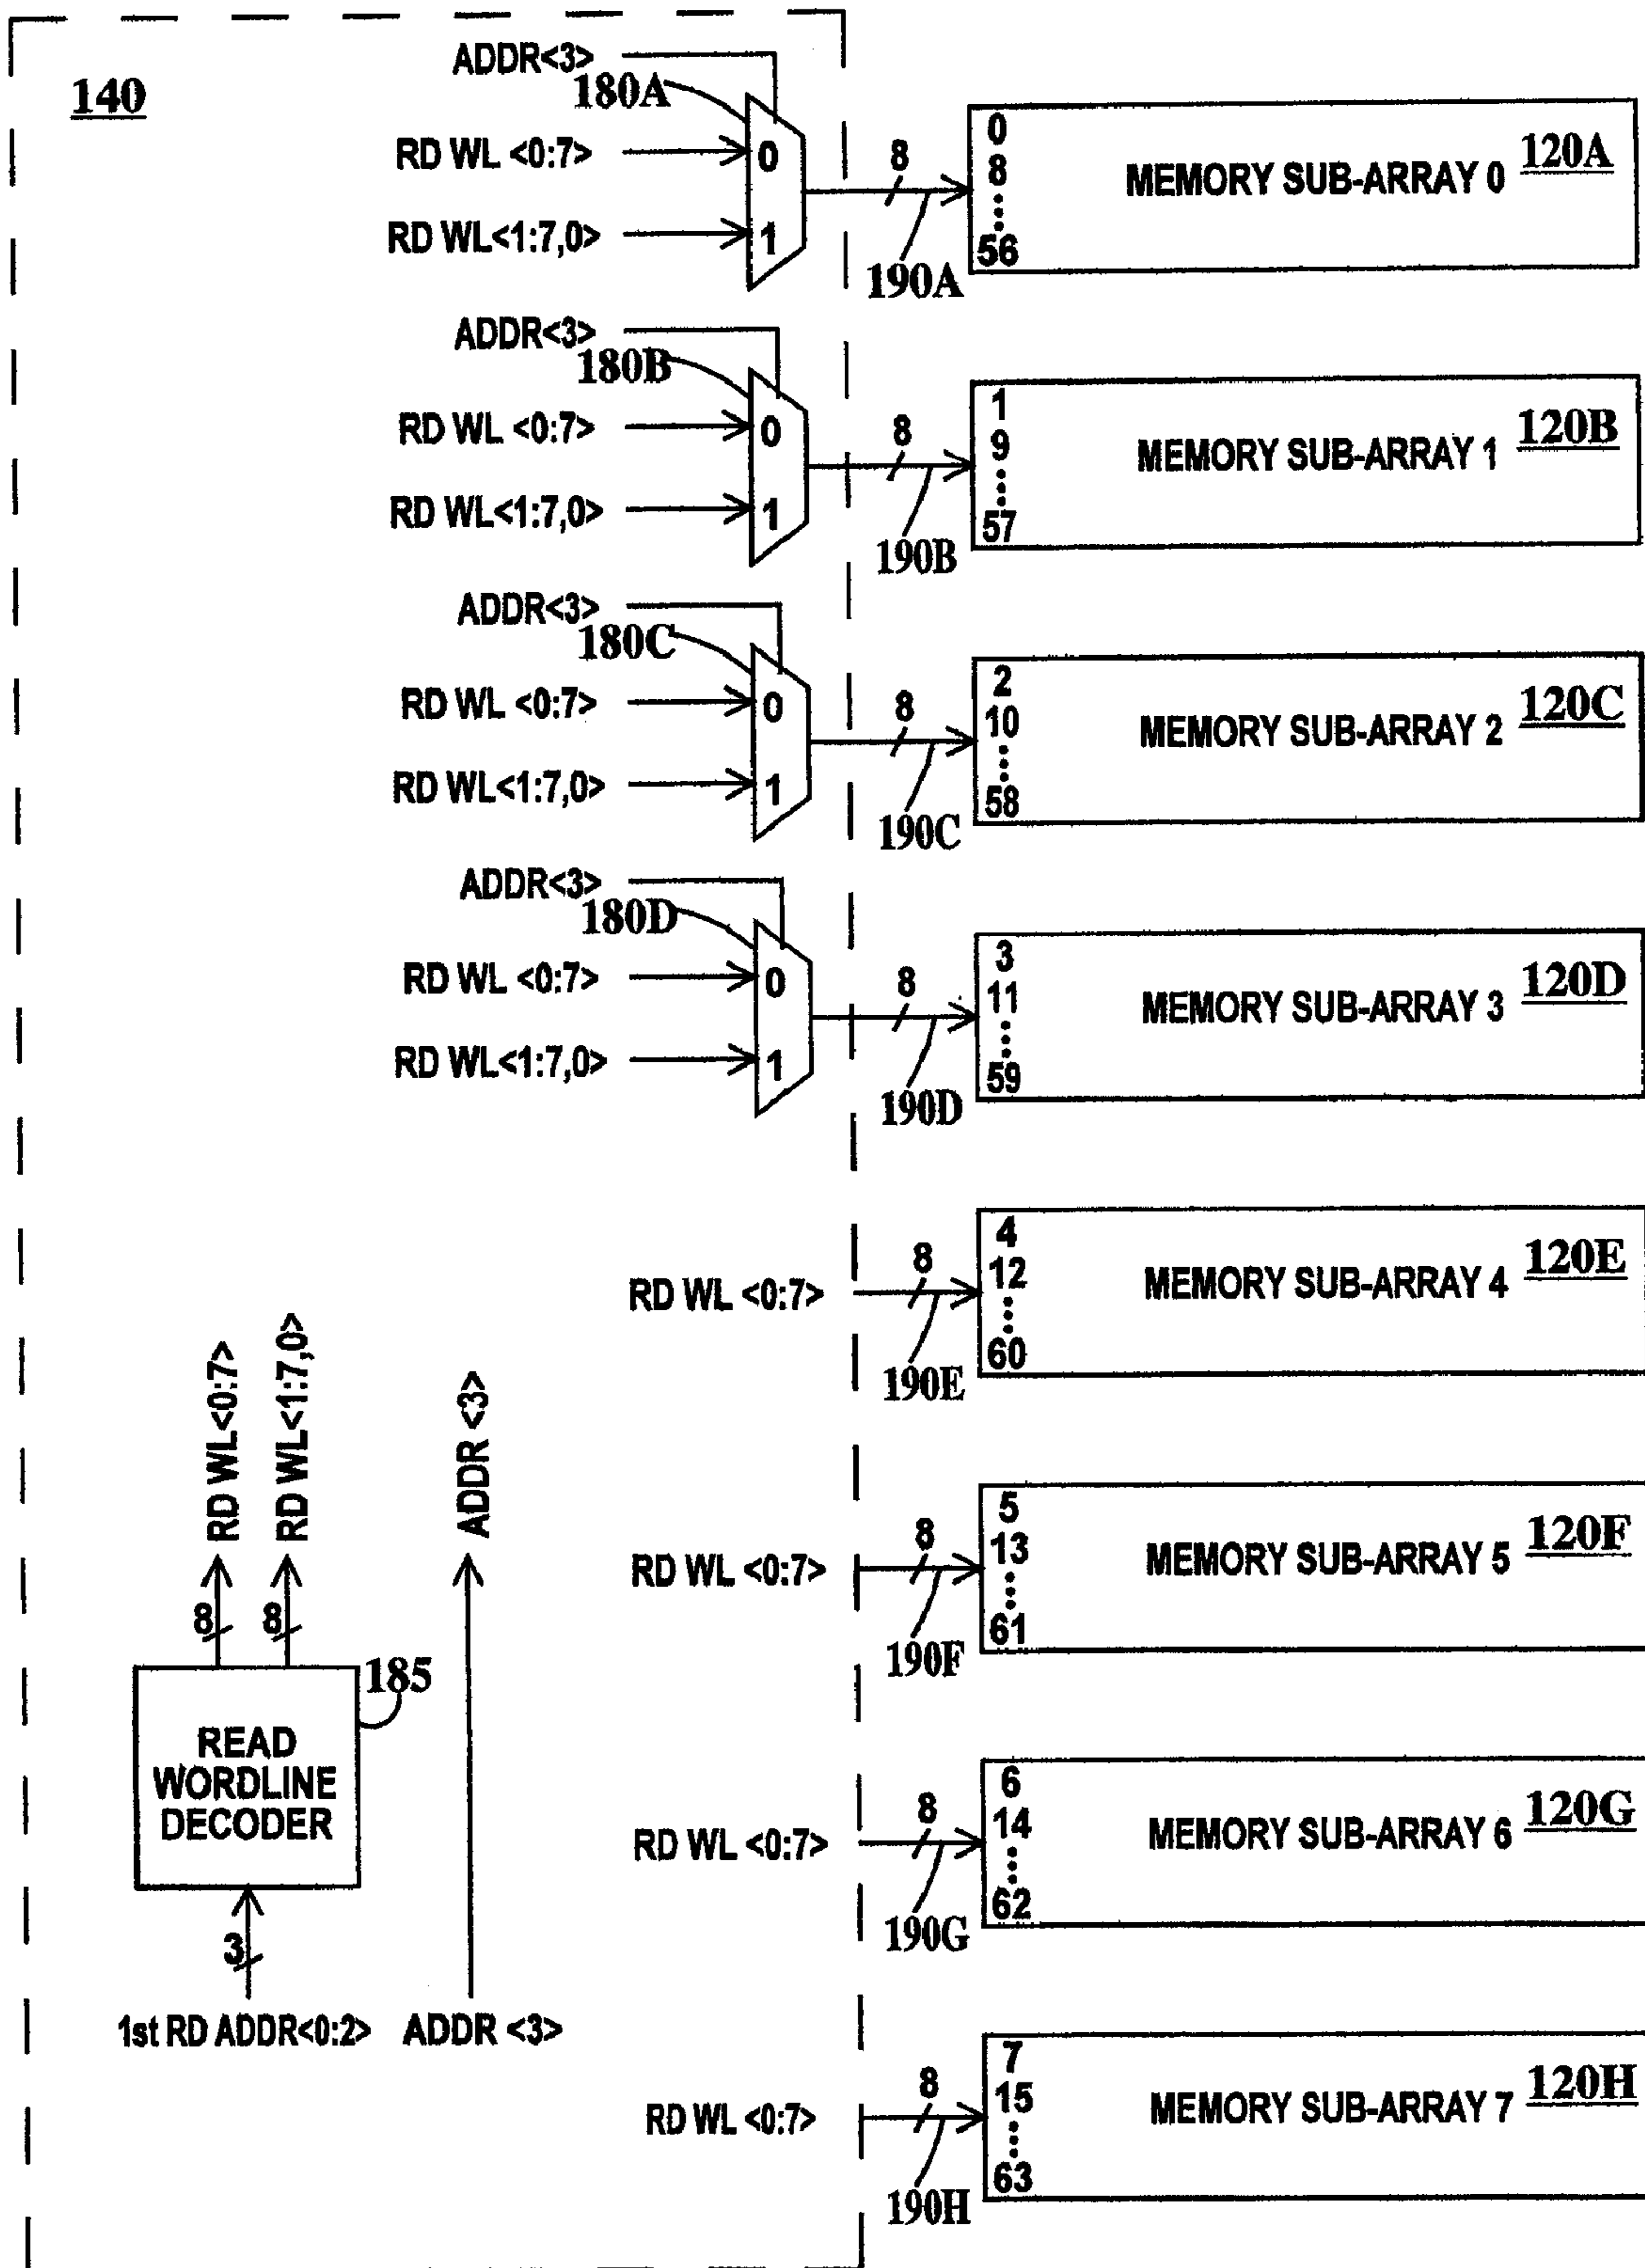 140
ADDR<3>
180A
RD WL <0:7>
0
RD WL<1:7,0>
1
8
190A
0
8
56
MEMORY SUB-ARRAY 0
120A
ADDR<3>
180B
RD WL <0:7>
0
RD WL<1:7,0>
1
8
190B
1
9
57
MEMORY SUB-ARRAY 1
120B
ADDR<3>
180C
RD WL <0:7>
0
RD WL<1:7,0>
1
8
190C
2
10
58
MEMORY SUB-ARRAY 2
120C
ADDR<3>
180D
RD WL <0:7>
0
RD WL<1:7,0>
1
8
190D
3
11
59
MEMORY SUB-ARRAY 3
120D
RD WL <0:7>
8
190E
4
12
60
MEMORY SUB-ARRAY 4
120E
RD WL <0:7>
8
190F
5
13
61
MEMORY SUB-ARRAY 5
120F
RD WL <0:7>
8
190G
6
14
62
MEMORY SUB-ARRAY 6
120G
RD WL <0:7>
8
190H
7
15
63
MEMORY SUB-ARRAY 7
120H
RD WL<0:7>
RD WL<1:7,0>
ADDR <3>
8
8
185
READ
WORDLINE
DECODER
3
1st RD ADDR<0:2>
ADDR <3>